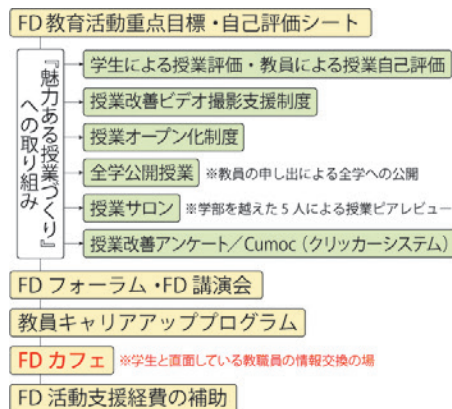 FD教育活動重点目標・自己評価シート
『魅力ある授業づくり』
への取り組み
学生による授業評価・教員による授業自己評価
授業改善ビデオ撮影支援制度
授業オープン化制度
全学公開授業 ※教員の申し出による全学への公開
授業サロン ※学部を越えた5人による授業ピアレビュー
授業改善アンケート／Cumoc（クリッカーシステム）
FDフォーラム・FD講演会
教員キャリアアッププログラム
FDカフェ ※学生と直面している教職員の情報交換の場
FD活動支援経費の補助